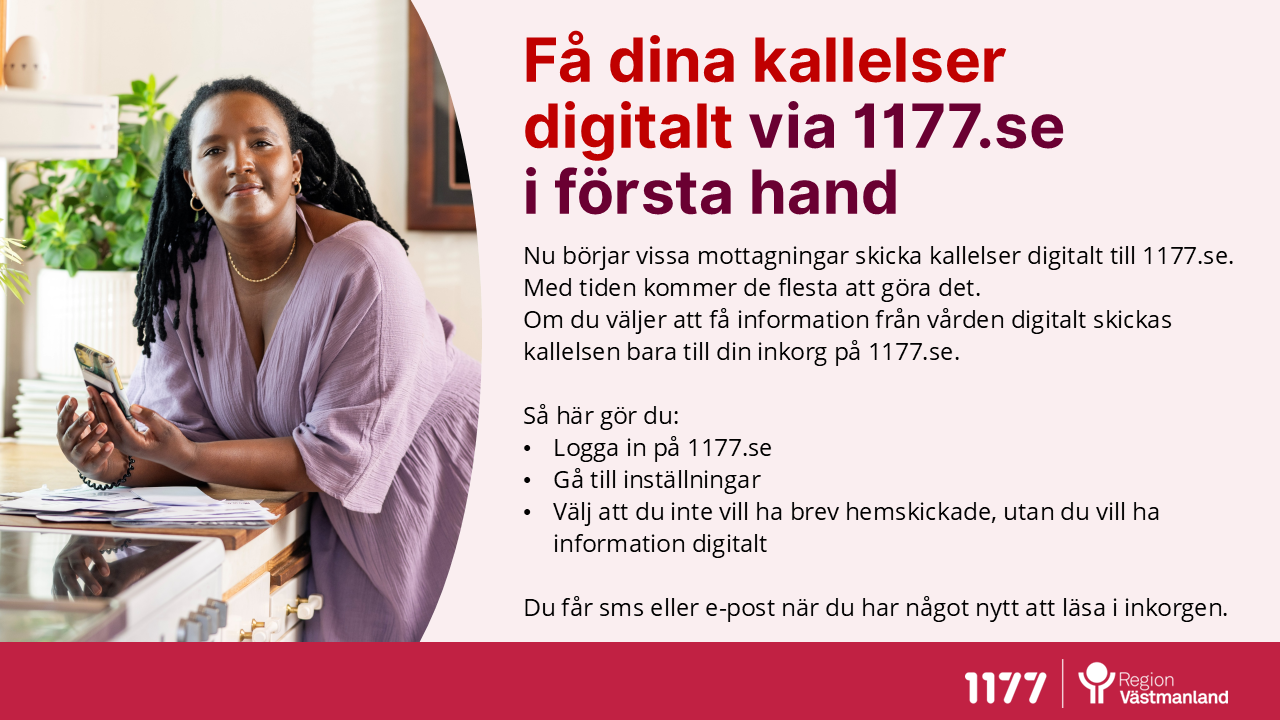 Få dina kallelser
digitalt via 1177.se
i första hand
Nu börjar vissa mottagningar skicka kallelser digitalt till 1177.se.
Med tiden kommer de flesta att göra det.
Om du väljer att få information från vården digitalt skickas
kallelsen bara till din inkorg på 1177.se.
Så här gör du:
• Logga in på 1177.se
• Gå till inställningar
• Välj att du inte vill ha brev hemskickade, utan du vill ha
information digitalt
Du får sms eller e-post när du har något nytt att läsa i inkorgen.
1177
Region
Västmanland